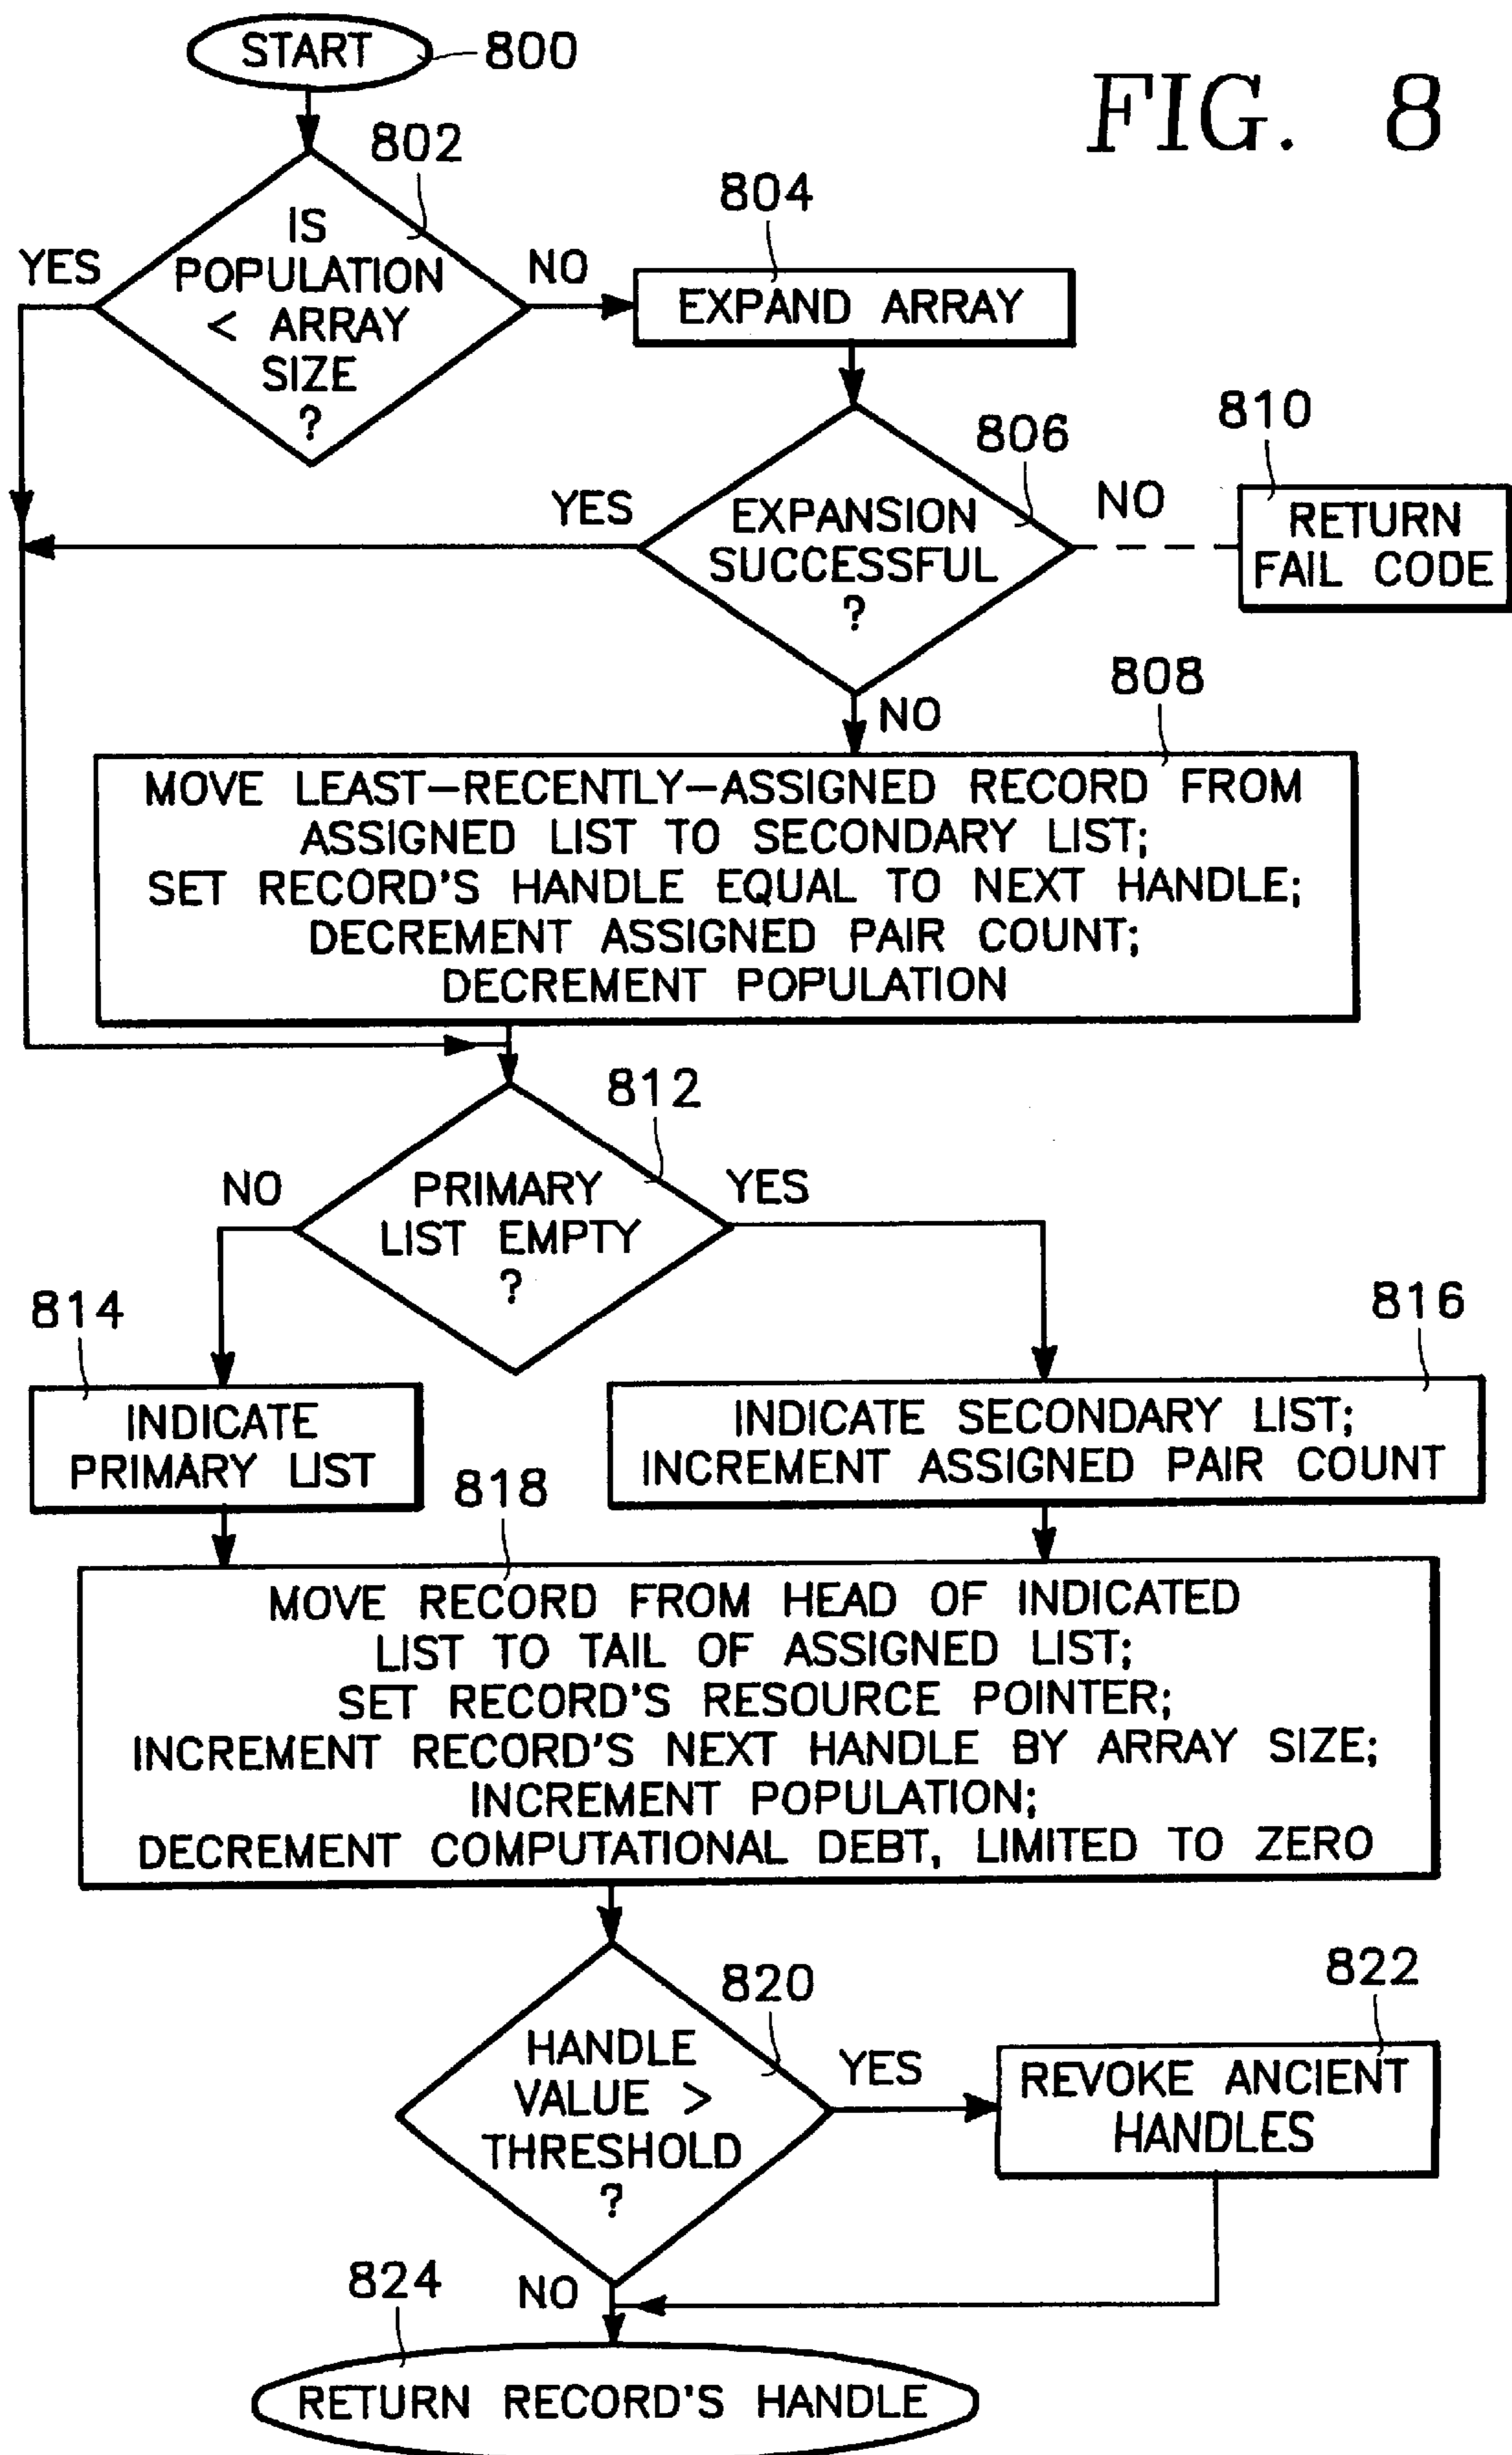 START
800
FIG. 8
802
IS
POPULATION
< ARRAY
SIZE
?
YES
NO
804
EXPAND ARRAY
806
EXPANSION
SUCCESSFUL
?
YES
NO
810
RETURN
FAIL CODE
NO
808
MOVE LEAST-RECENTLY-ASSIGNED RECORD FROM
ASSIGNED LIST TO SECONDARY LIST;
SET RECORD'S HANDLE EQUAL TO NEXT HANDLE;
DECREMENT ASSIGNED PAIR COUNT;
DECREMENT POPULATION
812
PRIMARY
LIST EMPTY
?
NO
YES
814
INDICATE
PRIMARY LIST
816
INDICATE SECONDARY LIST;
INCREMENT ASSIGNED PAIR COUNT
818
MOVE RECORD FROM HEAD OF INDICATED
LIST TO TAIL OF ASSIGNED LIST;
SET RECORD'S RESOURCE POINTER;
INCREMENT RECORD'S NEXT HANDLE BY ARRAY SIZE;
INCREMENT POPULATION;
DECREMENT COMPUTATIONAL DEBT, LIMITED TO ZERO
820
HANDLE
VALUE >
THRESHOLD
?
YES
822
REVOKE ANCIENT
HANDLES
NO
824
RETURN RECORD'S HANDLE